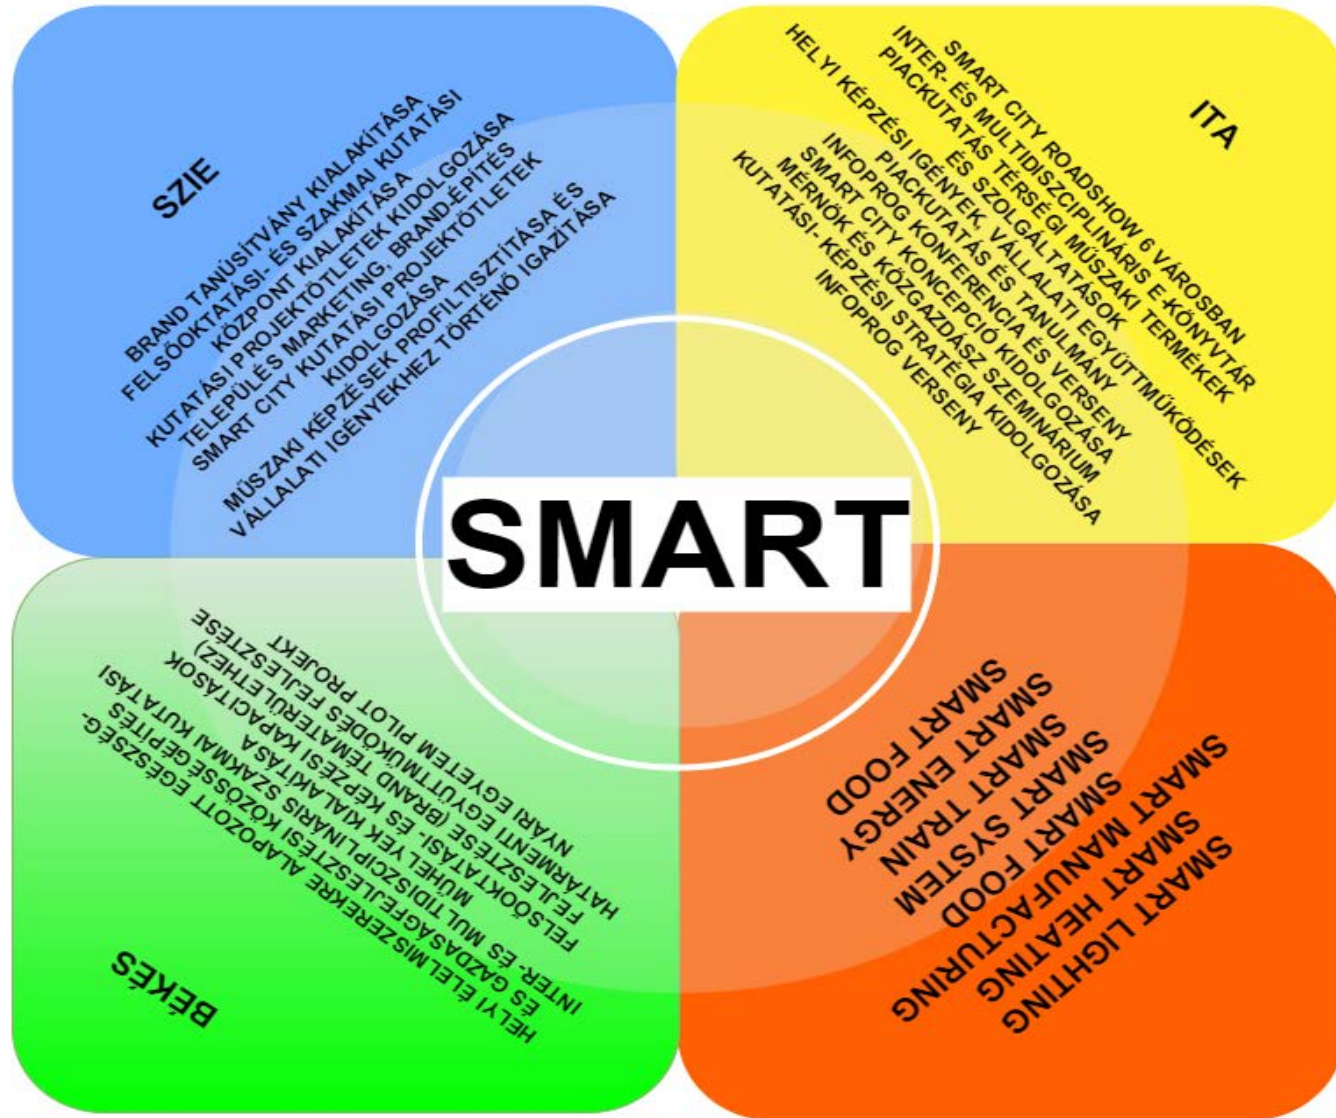 SZIE
BRAND TANÚSÍTVÁNY KIALAKÍTÁSA
FELSŐOKTATÁSI- ÉS SZAKMAI KUTATÁSI
KÖZPONT KIALAKÍTÁSA
KUTATÁSI PROJEKTÖTLETEK KIDOLGOZÁSA
TELEPÜLÉS MARKETING, BRAND-ÉPÍTÉS
SMART CITY KUTATÁSI PROJEKTÖTLETEK
KIDOLGOZÁSA
MŰSZAKI KÉPZÉSEK PROFILTISZTÍTÁSA ÉS
VÁLLALATI IGÉNYEKHEZ TÖRTÉNŐ IGAZÍTÁSA
ITA
SMART CITY ROADSHOW 6 VÁROSBAN
INTER- ÉS MULTIDISZCIPLINÁRIS E-KÖNYVTÁR
PIACKUTATÁS TÉRSÉGI MŰSZAKI TERMÉKEK
ÉS SZOLGÁLTATÁSOK
HELYI KÉPZÉSI IGÉNYEK, VÁLLALATI EGYÜTTMŰKÖDÉSEK
PIACKUTATÁS ÉS TANULMÁNY
INFOPROG KONFERENCIA ÉS VERSENY
SMART CITY KONCEPCIÓ KIDOLGOZÁSA
MÉRNÖK ÉS KÖZGAZDÁSZ SZEMINÁRIUM
KUTATÁSI- KÉPZÉSI STRATÉGIA KIDOLGOZÁSA
INFOPROG VERSENY
SMART
BÉKÉS
HELYI ÉLELMISZEREKRE ALAPOZOTT EGÉSZSÉG-
ÉS GAZDASÁGFEJLESZTÉSI KÖZÖSSÉGÉPÍTÉS
INTER- ÉS MULTIDISZCIPLINÁRIS SZAKMAI KUTATÁSI
MŰHELYEK KIALAKÍTÁSA
FELSŐOKTATÁSI- ÉS KÉPZÉSI KAPACITÁSOK
FEJLESZTÉSE (BRAND TEMATERÜLETHEZ)
HATÁRMENTI EGYÜTTMŰKÖDÉS FEJLESZTÉSE
NYÁRI EGYETEM PILOT PROJEKT
SMART LIGHTING
SMART HEATING
SMART MANUFACTURING
SMART FOOD
SMART SYSTEM
SMART TRAIN
SMART ENERGY
SMART FOOD